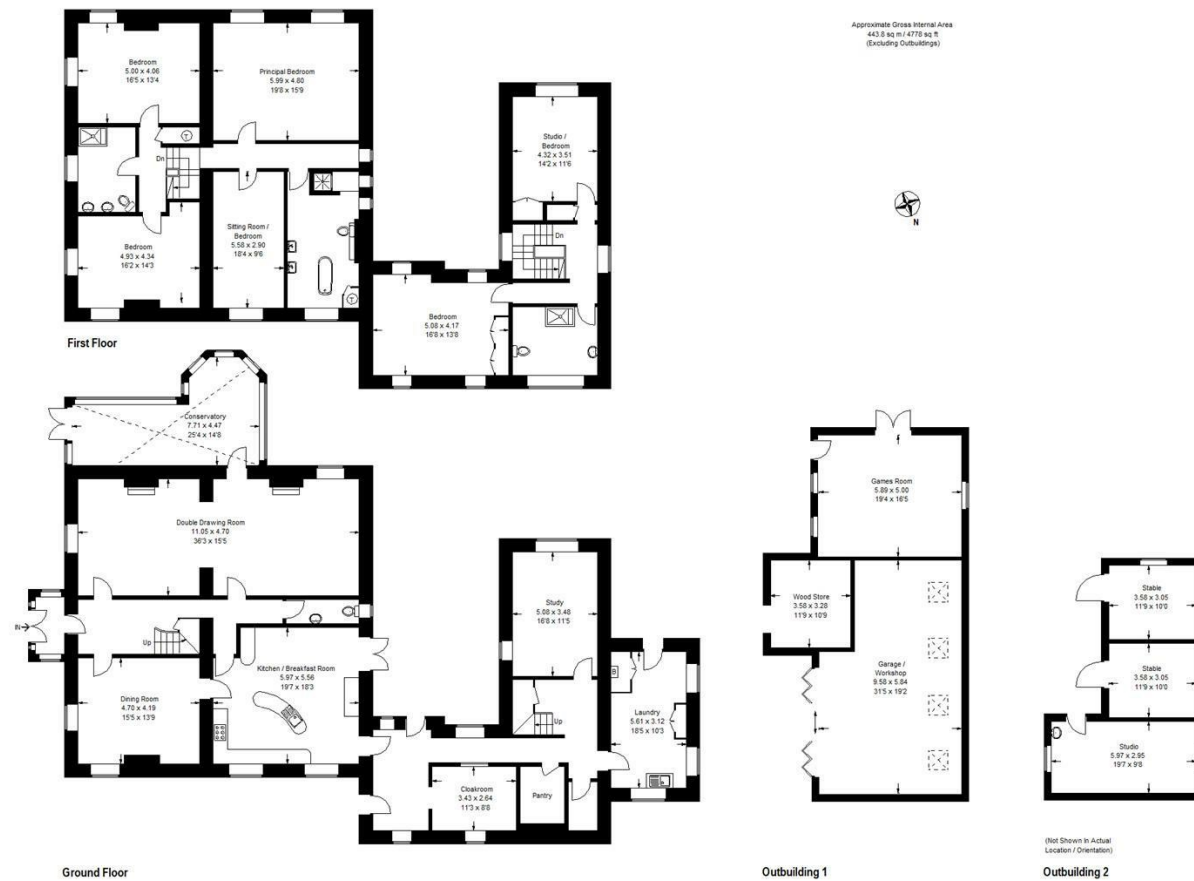 Approximate Gross Internal Area
443.8 sq m / 4778 sq ft
(Excluding Outbuildings)
Bedroom
5.00 x 4.06
16'5 x 13'4
Principal Bedroom
5.99 x 4.80
19'8 x 15'9
Studio /
Bedroom
4.32 x 3.51
14'2 x 11'6
T
Dn
N
Bedroom
4.93 x 4.34
16'2 x 14'3
Sitting Room /
Bedroom
5.58 x 2.90
18'4 x 9'6
Dn
T
Bedroom
5.08 x 4.17
16'8 x 13'8
First Floor
Conservatory
7.71 x 4.47
25'4 x 14'8
Double Drawing Room
11.05 x 4.70
36'3 x 15'5
Study
5.08 x 3.48
16'8 x 11'5
IN
Up
Kitchen / Breakfast Room
5.97 x 5.56
19'7 x 18'3
Dining Room
4.70 x 4.19
15'5 x 13'9
Up
Laundry
5.61 x 3.12
18'5 x 10'3
Cloakroom
3.43 x 2.64
11'3 x 8'8
Pantry
Ground Floor
Games Room
5.89 x 5.00
19'4 x 16'5
Wood Store
3.58 x 3.28
11'9 x 10'9
Garage /
Workshop
9.58 x 5.84
31'5 x 19'2
Outbuilding 1
Stable
3.58 x 3.05
11'9 x 10'0
Stable
3.58 x 3.05
11'9 x 10'0
Studio
5.97 x 2.95
19'7 x 9'8
(Not Shown In Actual
Location / Orientation)
Outbuilding 2